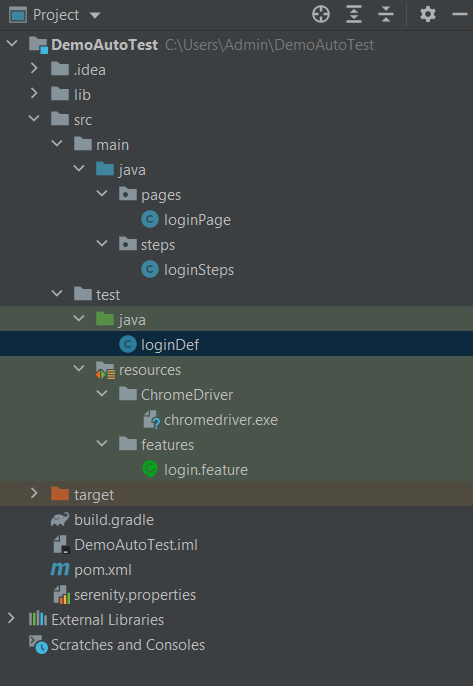 Project
DemoAutoTest C:\Users\Admin\DemoAutoTest
.idea
lib
src
main
java
pages
loginPage
steps
loginSteps
test
java
loginDef
resources
ChromeDriver
chromedriver.exe
features
login.feature
target
build.gradle
DemoAutoTest.iml
pom.xml
serenity.properties
External Libraries
Scratches and Consoles